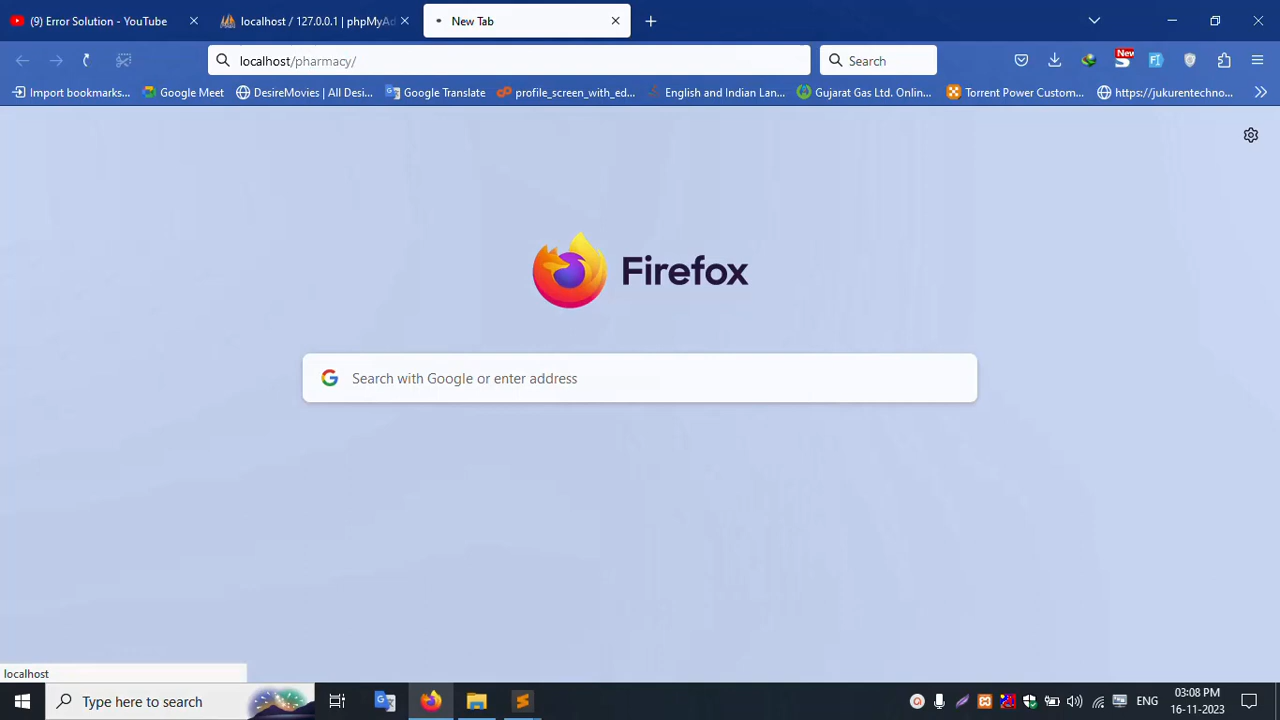 (9) Error Solution - YouTube
localhost / 127.0.0.1 | phpMyAd
New Tab
localhost/pharmacy/
Search
New
Import bookmarks...
Google Meet
DesireMovies | All Desi...
Google Translate
profile_screen_with_ed...
English and Indian Lan...
Gujarat Gas Ltd. Onlin...
Torrent Power Custom...
https://jukurentechno...
Firefox
Search with Google or enter address
localhost
Type here to search
ENG
03:08 PM
16-11-2023